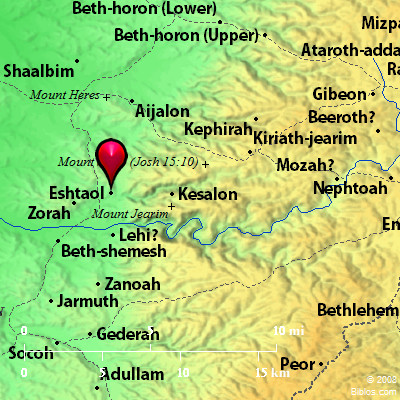 Beth-horon (Lower)
Beth-horon (Upper)
Mizpa
Ataroth-adda
Shaalbim
Ra
Mount Heres
Gibeon
Aijalon
Beeroth?
Kephirah
Kiriath-jearim
Mount (Josh 15:10)
Mozah?
Nephtoah
Eshtaol
Kesalon
Zorah
Mount Jearim
Em
Lehi?
Beth-shemesh
Zanoah
Jarmuth
Bethlehem
0 5 10 mi
Gederah
Socoh
Peor
0 5 10 15 km
Adullam
Biblos.com